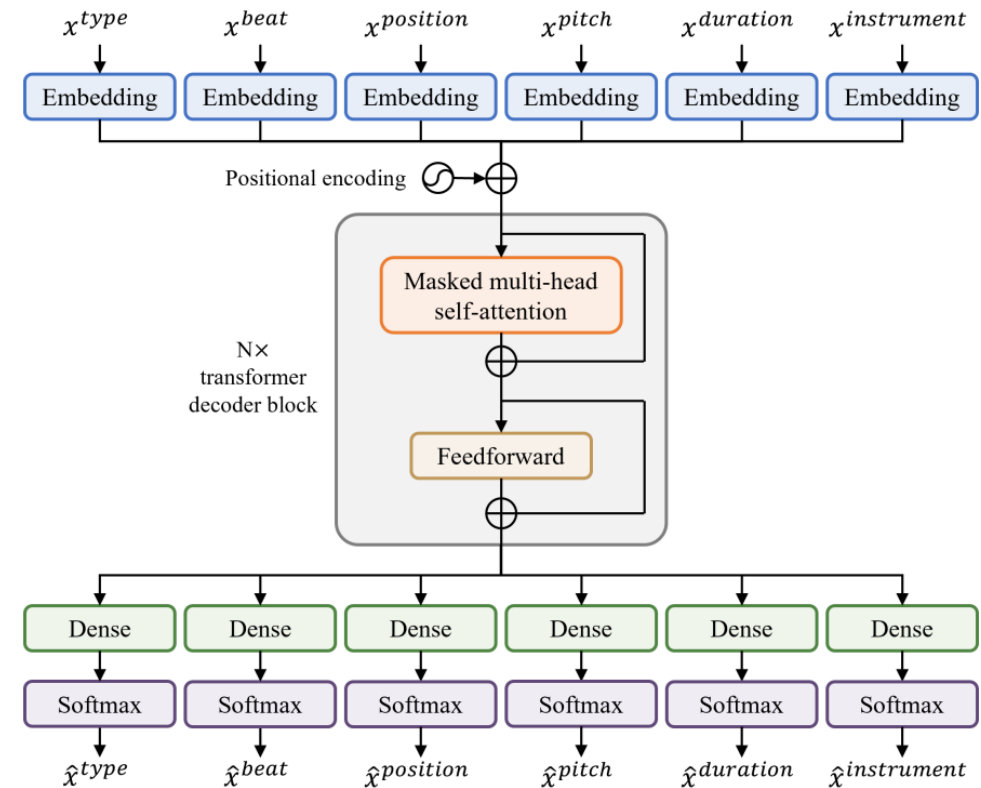 x^type x^beat x^position x^pitch x^duration x^instrument
Embedding Embedding Embedding Embedding Embedding Embedding
Positional encoding
Masked multi-head
self-attention
N×
transformer
decoder block
Feedforward
Dense Dense Dense Dense Dense Dense
Softmax Softmax Softmax Softmax Softmax Softmax
x̂^type x̂^beat x̂^position x̂^pitch x̂^duration x̂^instrument